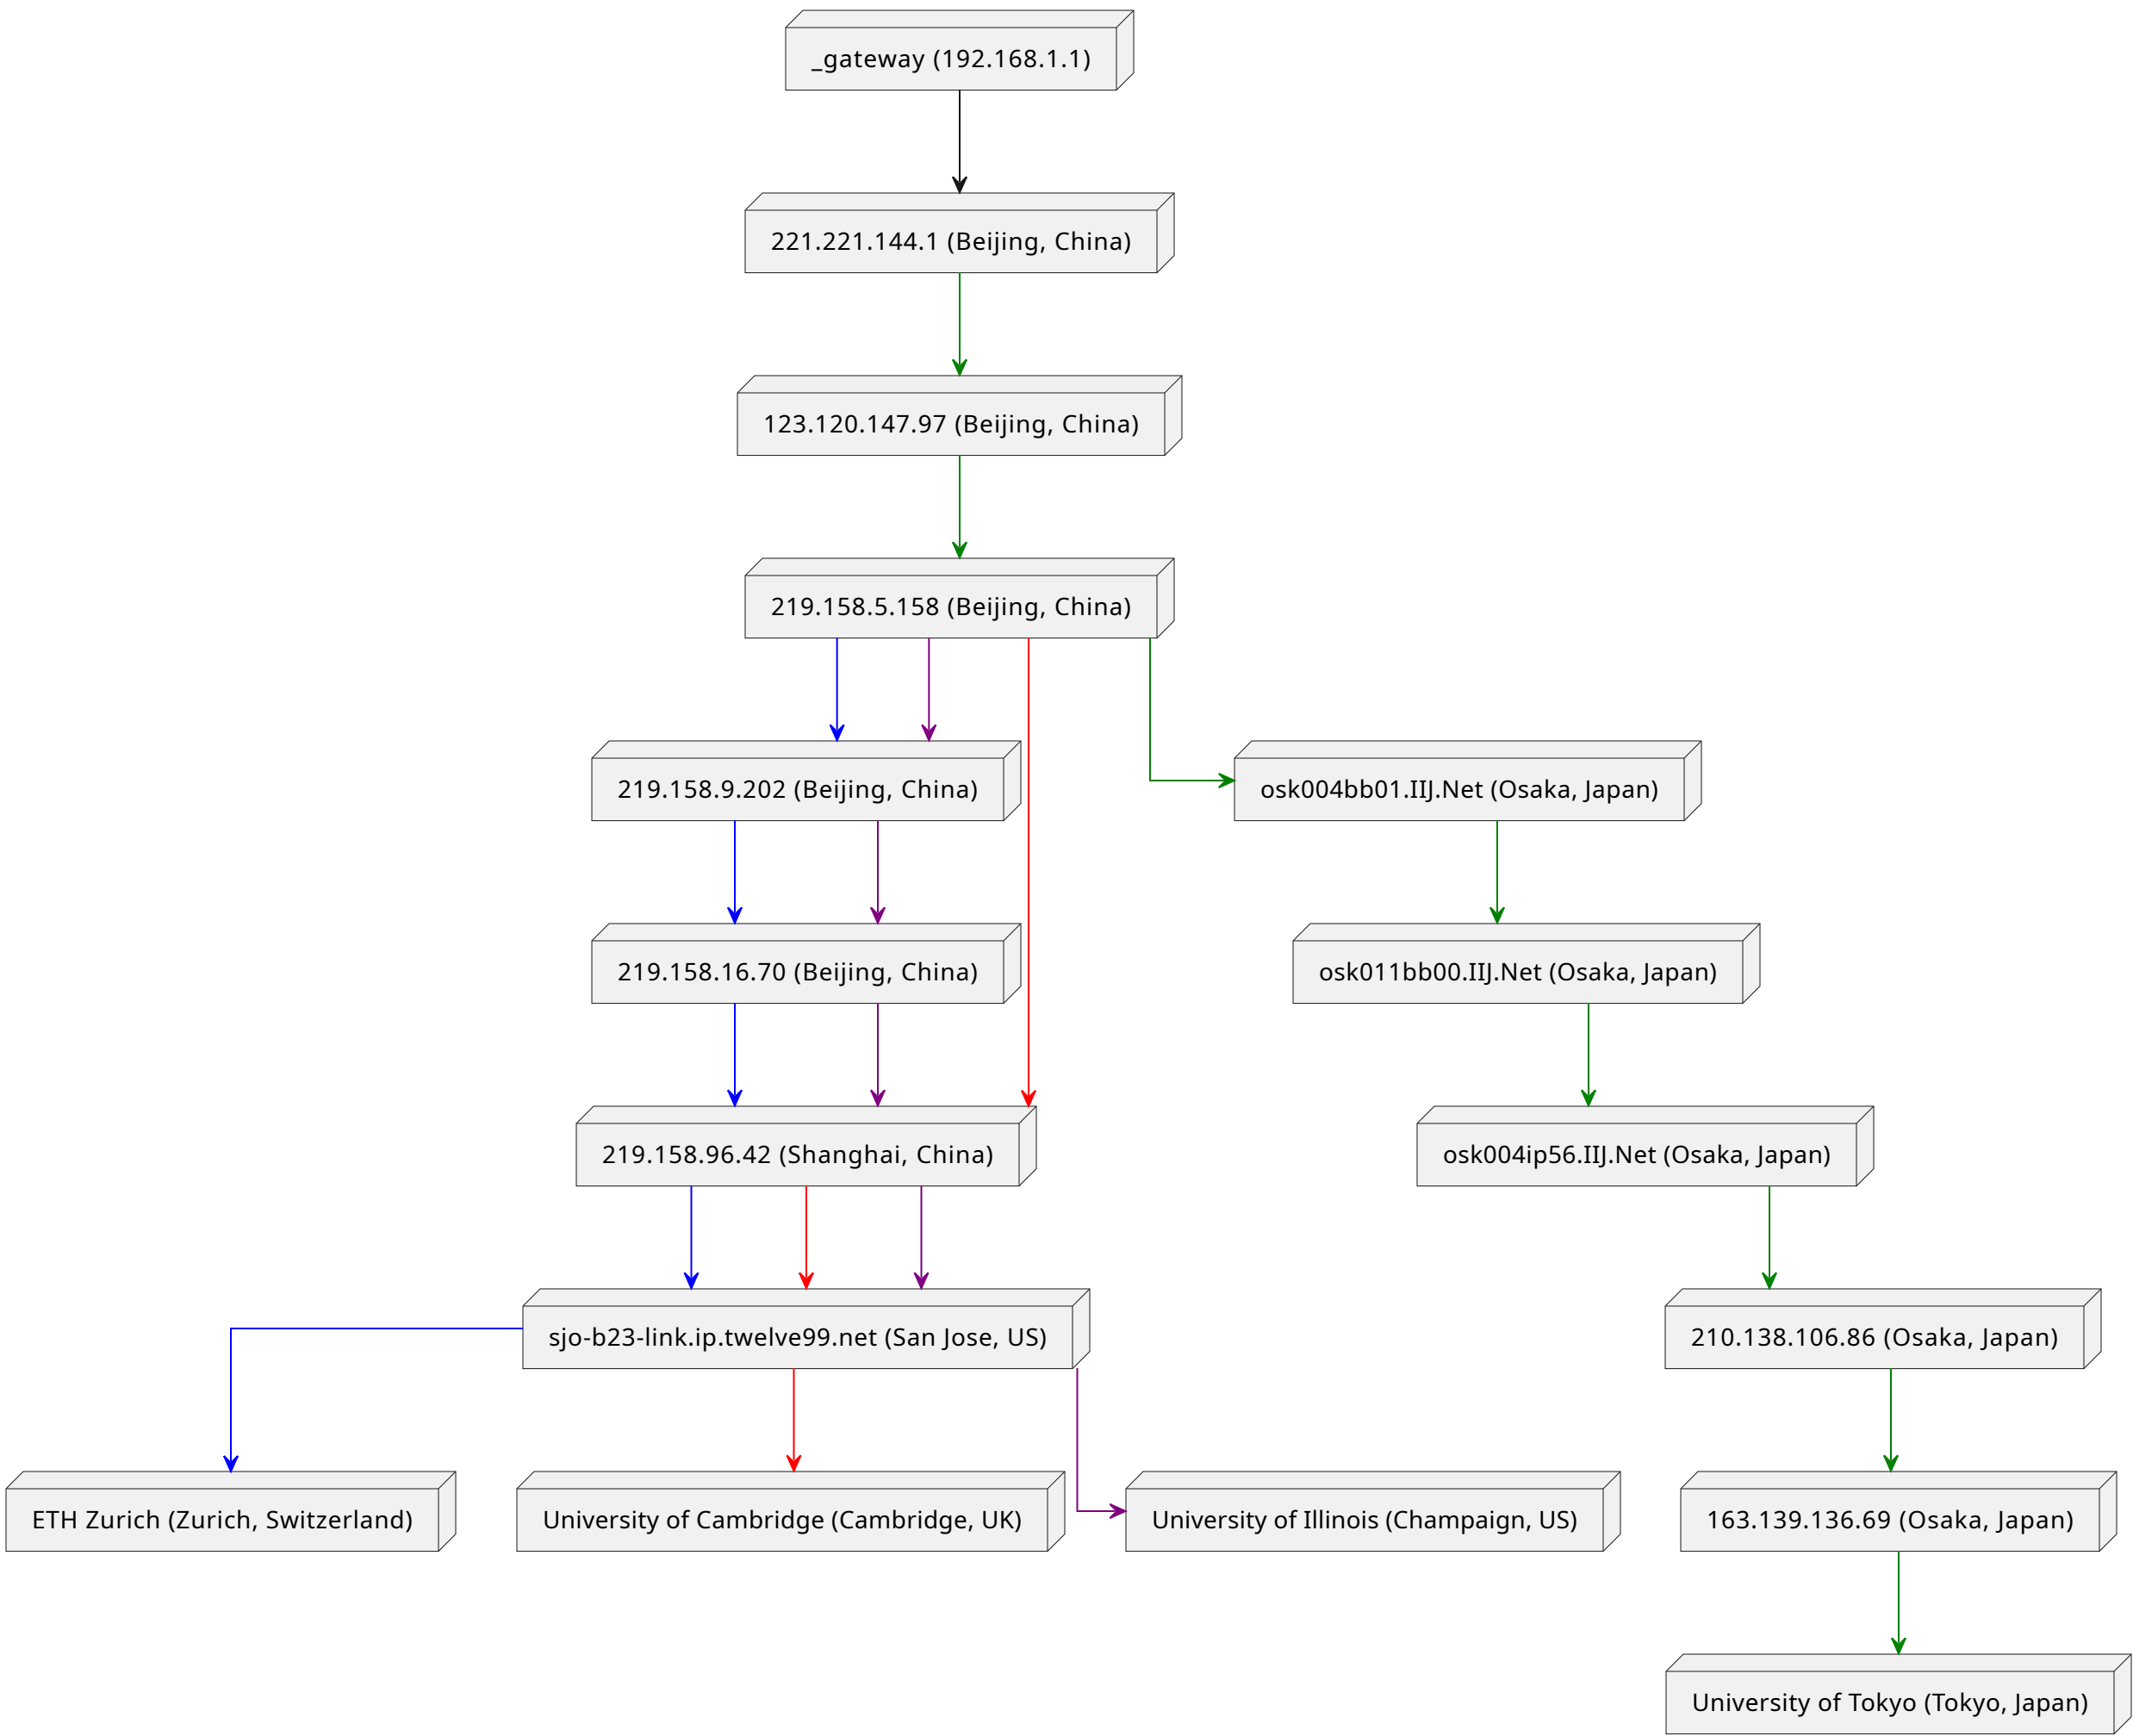 _gateway (192.168.1.1)
221.221.144.1 (Beijing, China)
123.120.147.97 (Beijing, China)
219.158.5.158 (Beijing, China)
219.158.9.202 (Beijing, China)
osk004bb01.IIJ.Net (Osaka, Japan)
219.158.16.70 (Beijing, China)
osk011bb00.IIJ.Net (Osaka, Japan)
219.158.96.42 (Shanghai, China)
osk004ip56.IIJ.Net (Osaka, Japan)
sjo-b23-link.ip.twelve99.net (San Jose, US)
210.138.106.86 (Osaka, Japan)
ETH Zurich (Zurich, Switzerland)
University of Cambridge (Cambridge, UK)
University of Illinois (Champaign, US)
163.139.136.69 (Osaka, Japan)
University of Tokyo (Tokyo, Japan)